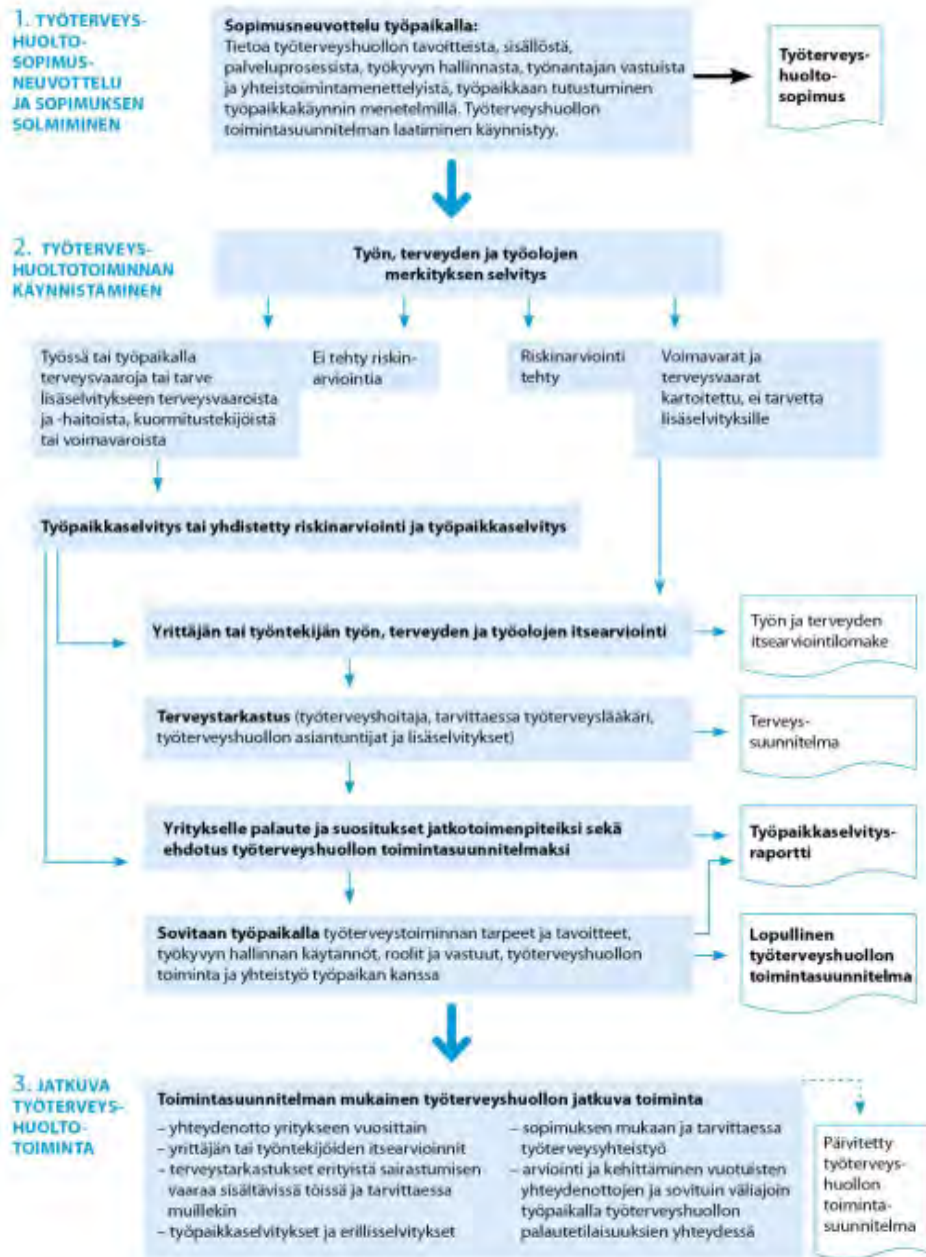 1. TYÖTERVEYS-
HUOLTO-
SOPIMUS-
NEUVOTTELU
JA SOPIMUKSEN
SOLMIMINEN
Sopimusneuvottelu työpaikalla:
Tietoa työterveyshuollon tavoitteista, sisällöstä,
palveluprosessista, työkyvyn hallinnasta, työnantajan vastuista
ja yhteistoimintamenettelyistä, työpaikkaan tutustuminen
työpaikkakäynnin menetelmillä. Työterveyshuollon
toimintasuunnitelman laatiminen käynnistyy.
Työterveys-
huolto-
sopimus
2. TYÖTERVEYS-
HUOLTOTOIMINNAN
KÄYNNISTÄMINEN
Työn, terveyden ja työolojen
merkityksen selvitys
Työssä tai työpaikalla
terveysvaaroja tai tarve
lisäselvitykseen terveysvaaroista
ja -haitoista, kuormitustekijöistä
tai voimavaroista
Ei tehty riskin-
arviointia
Riskinarviointi
tehty
Voimavarat ja
terveysvaarat
kartoitettu, ei tarvetta
lisäselvityksille
Työpaikkaselvitys tai yhdistetty riskinarviointi ja työpaikkaselvitys
Yrittäjän tai työntekijän työn, terveyden ja työolojen itsearviointi
Työn ja terveyden
itsearviointilomake
Terveystarkastus (työterveyshoitaja, tarvittaessa työterveyslääkäri,
työterveyshuollon asiantuntijat ja lisäselvitykset)
Terveys-
suunnitelma
Yritykselle palaute ja suositukset jatkotoimenpiteiksi sekä
ehdotus työterveyshuollon toimintasuunnitelmaksi
Työpaikkaselvitys-
raportti
Sovitaan työpaikalla työterveystoiminnan tarpeet ja tavoitteet,
työkyvyn hallinnan käytännöt, roolit ja vastuut, työterveyshuollon
toiminta ja yhteistyö työpaikan kanssa
Lopullinen
työterveyshuollon
toimintasuunnitelma
3. JATKUVA
TYÖTERVEYS-
HUOLTO-
TOIMINTA
Toimintasuunnitelman mukainen työterveyshuollon jatkuva toiminta
– yhteydenotto yritykseen vuosittain
– yrittäjän tai työntekijöiden itsearvioinnit
– terveystarkastukset erityistä sairastumisen
vaaraa sisältävissä töissä ja tarvittaessa
muillekin
– työpaikkaselvitykset ja erillisselvitykset
– sopimuksen mukaan ja tarvittaessa
työterveysyhteistyö
– arviointi ja kehittäminen vuotuisten
yhteydenottojen ja sovituin väliajoin
työpaikalla työterveyshuollon
palautetilaisuuksien yhteydessä
Päivitetty
työterveys-
huollon
toiminta-
suunnitelma